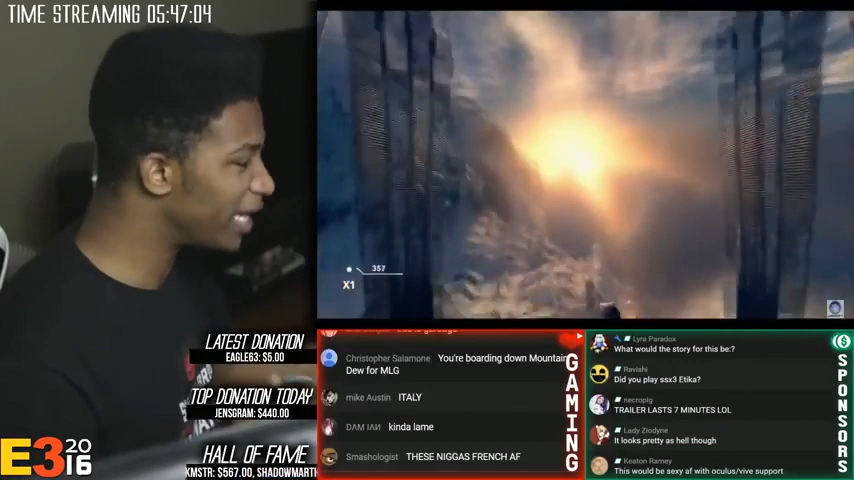 TIME STREAMING 05:47:04
357
X1
LATEST DONATION
EAGLE63: $5.00
TOP DONATION TODAY
JENSGRAM: $440.00
HALL OF FAME
KMSTR: $567.00, SHADOWMARTH
E3 2016
Christopher Salamone You're boarding down Mountain
Dew for MLG
mike Austin ITALY
kinda lame
Smashologist THESE NIGGAS FRENCH AF
GAMING
Lyra Paradox
What would the story for this be:?
Ravishi
Did you play ssx3 Etika?
necropig
TRAILER LASTS 7 MINUTES LOL
Lady Ziodyne
It looks pretty as hell though
Keaton Ramey
This would be sexy af with oculus/vive support
SPONSORS